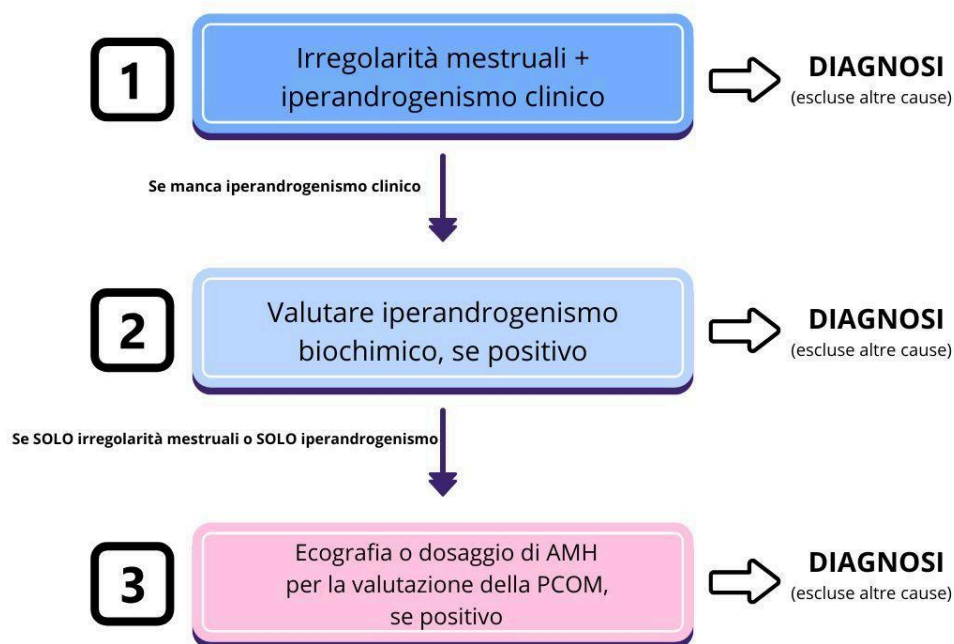 1
Irregolarità mestruali +
iperandrogenismo clinico
DIAGNOSI
(escluse altre cause)
Se manca iperandrogenismo clinico
2
Valutare iperandrogenismo
biochimico, se positivo
DIAGNOSI
(escluse altre cause)
Se SOLO irregolarità mestruali o SOLO iperandrogenismo
3
Ecografia o dosaggio di AMH
per la valutazione della PCOM,
se positivo
DIAGNOSI
(escluse altre cause)